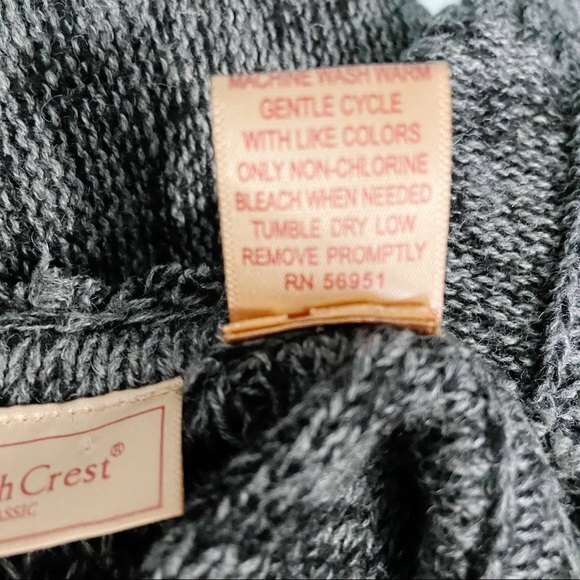 MACHINE WASH WARM
GENTLE CYCLE
WITH LIKE COLORS
ONLY NON-CHLORINE
BLEACH WHEN NEEDED
TUMBLE DRY LOW
REMOVE PROMPTLY
RN 56951
h Crest®
ASSIC